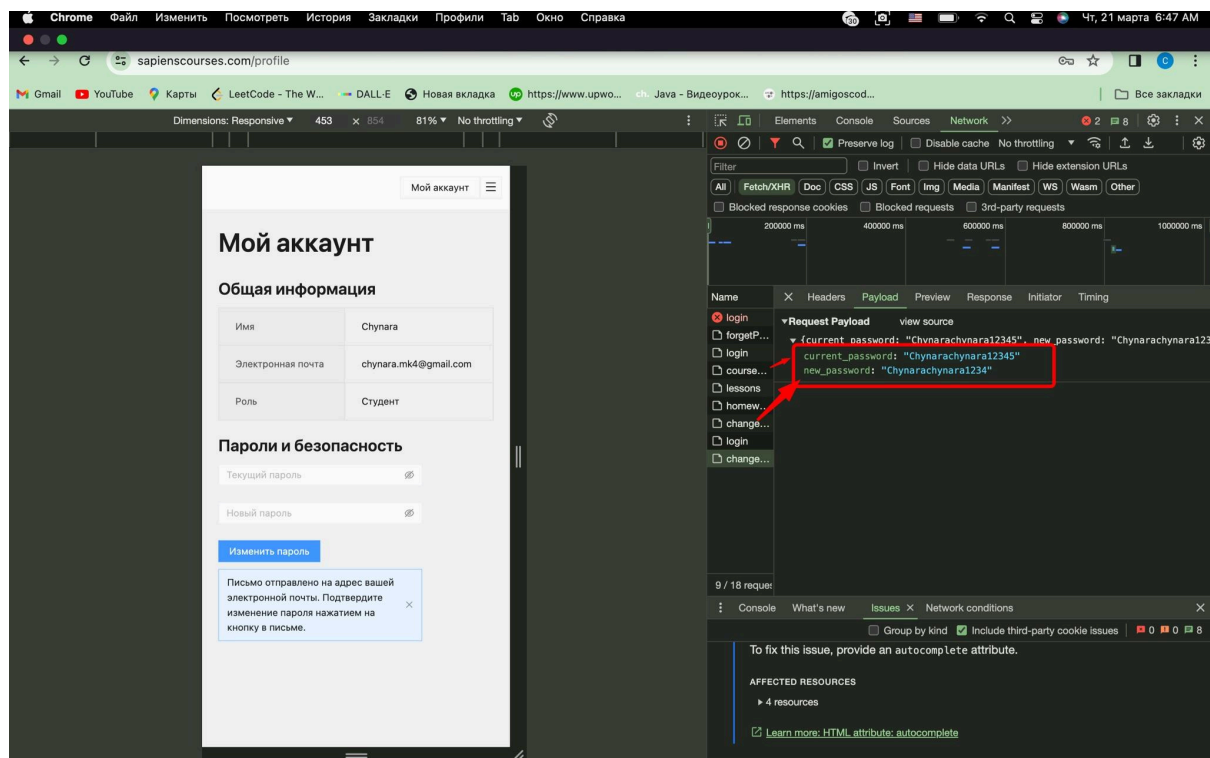 Chrome Файл Изменить Посмотреть История Закладки Профили Tab Окно Справка 30 Чт, 21 марта 6:47 AM
sapienscourses.com/profile C
Gmail YouTube Карты LeetCode - The W... DALL·E Новая вкладка up https://www.upwo... ch. Java - Видеоурок... https://amigoscod... Все закладки
Dimensions: Responsive 453 × 854 81% No throttling
Elements Console Sources Network 2 8
Preserve log Disable cache No throttling
Filter Invert Hide data URLs Hide extension URLs
All Fetch/XHR Doc CSS JS Font Img Media Manifest WS Wasm Other
Blocked response cookies Blocked requests 3rd-party requests
200000 ms 400000 ms 600000 ms 800000 ms 1000000 ms
Мой аккаунт
Мой аккаунт
Общая информация
Имя Chynara
Электронная почта chynara.mk4@gmail.com
Роль Студент
Пароли и безопасность
Текущий пароль
Новый пароль
Изменить пароль
Письмо отправлено на адрес вашей
электронной почты. Подтвердите
изменение пароля нажатием на
кнопку в письме.
Name
login
forgetP...
login
course...
lessons
homew...
change...
login
change...
9 / 18 reques
Headers Payload Preview Response Initiator Timing
Request Payload view source
{current_password: "Chynarachynara12345", new_password: "Chynarachynara123
current_password: "Chynarachynara12345"
new_password: "Chynarachynara1234"
Console What's new Issues Network conditions
Group by kind Include third-party cookie issues 0 0 8
To fix this issue, provide an autocomplete attribute.
AFFECTED RESOURCES
4 resources
Learn more: HTML attribute: autocomplete